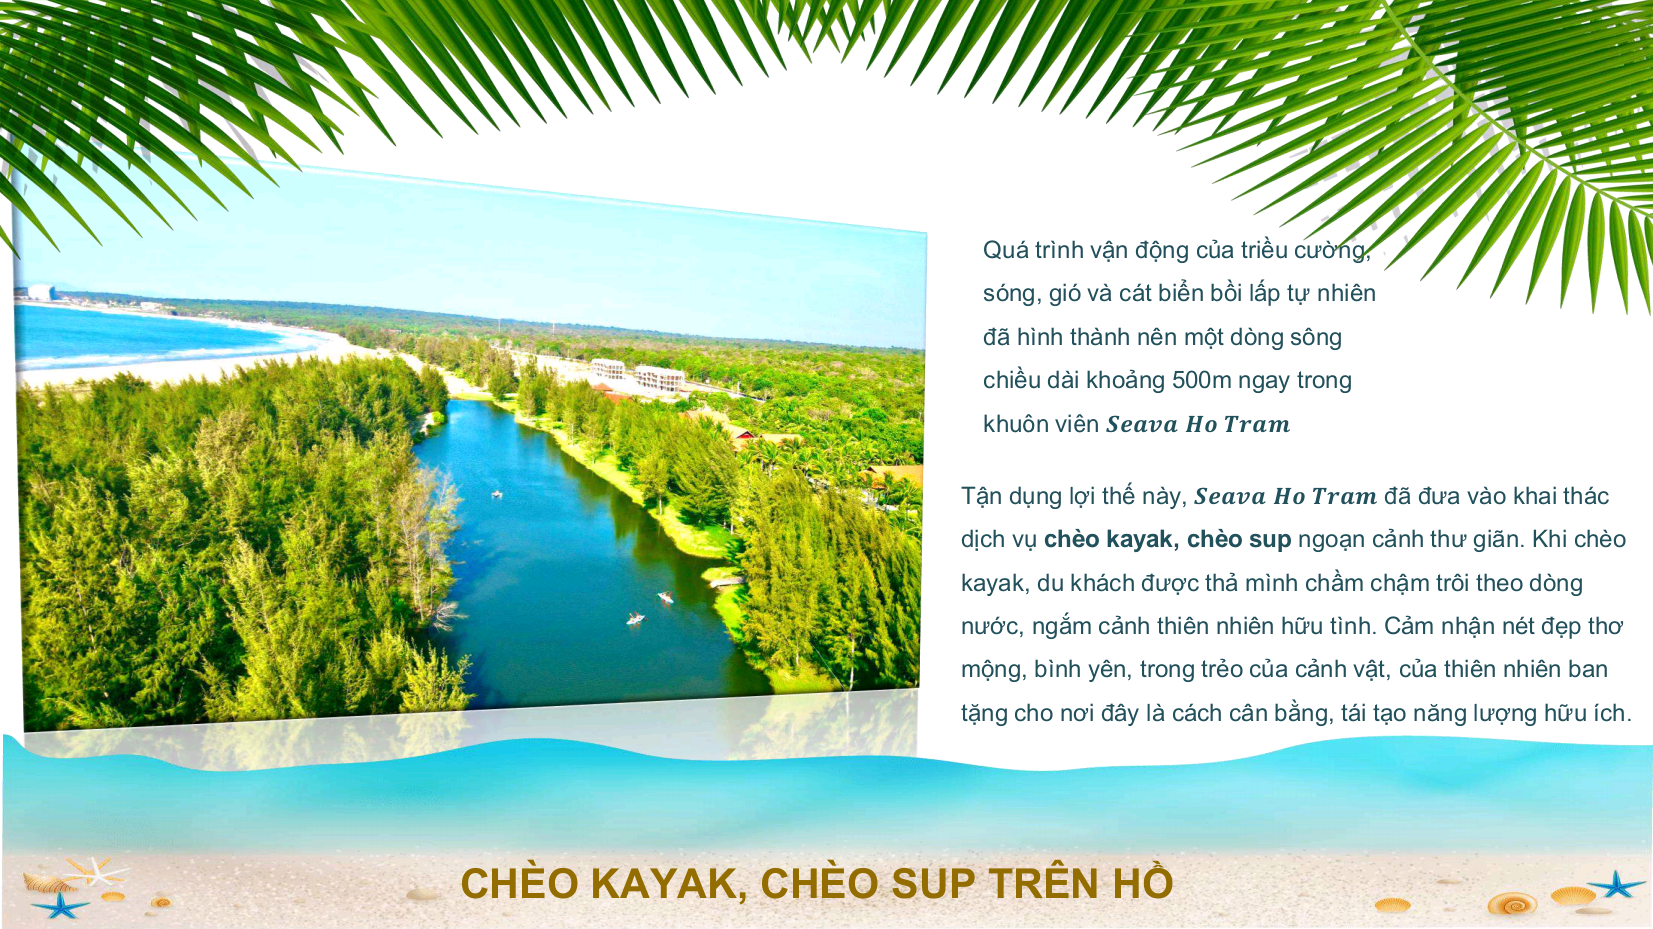 Quá trình vận động của triều cường,
sóng, gió và cát biển bồi lấp tự nhiên
đã hình thành nên một dòng sông
chiều dài khoảng 500m ngay trong
khuôn viên Seava Ho Tram
Tận dụng lợi thế này, Seava Ho Tram đã đưa vào khai thác
dịch vụ chèo kayak, chèo sup ngoạn cảnh thư giãn. Khi chèo
kayak, du khách được thả mình chầm chậm trôi theo dòng
nước, ngắm cảnh thiên nhiên hữu tình. Cảm nhận nét đẹp thơ
mộng, bình yên, trong trẻo của cảnh vật, của thiên nhiên ban
tặng cho nơi đây là cách cân bằng, tái tạo năng lượng hữu ích.
CHÈO KAYAK, CHÈO SUP TRÊN HỒ